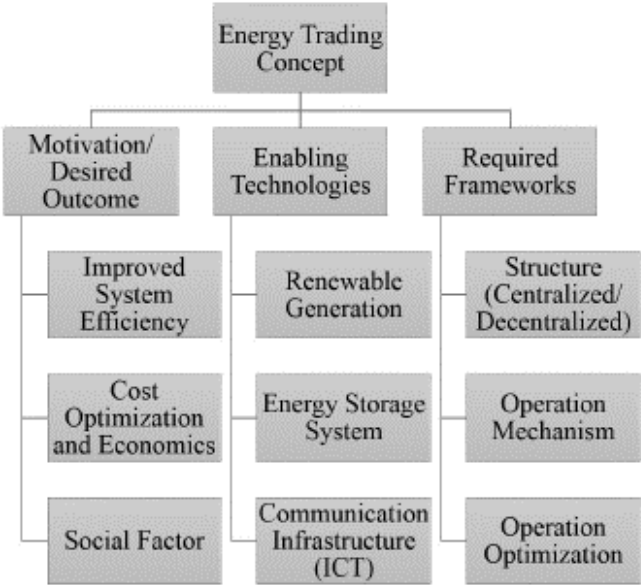 Energy Trading
Concept
Motivation/
Desired
Outcome
Enabling
Technologies
Required
Frameworks
Improved
System
Efficiency
Renewable
Generation
Structure
(Centralized/
Decentralized)
Cost
Optimization
and Economics
Energy Storage
System
Operation
Mechanism
Social Factor
Communication
Infrastructure
(ICT)
Operation
Optimization